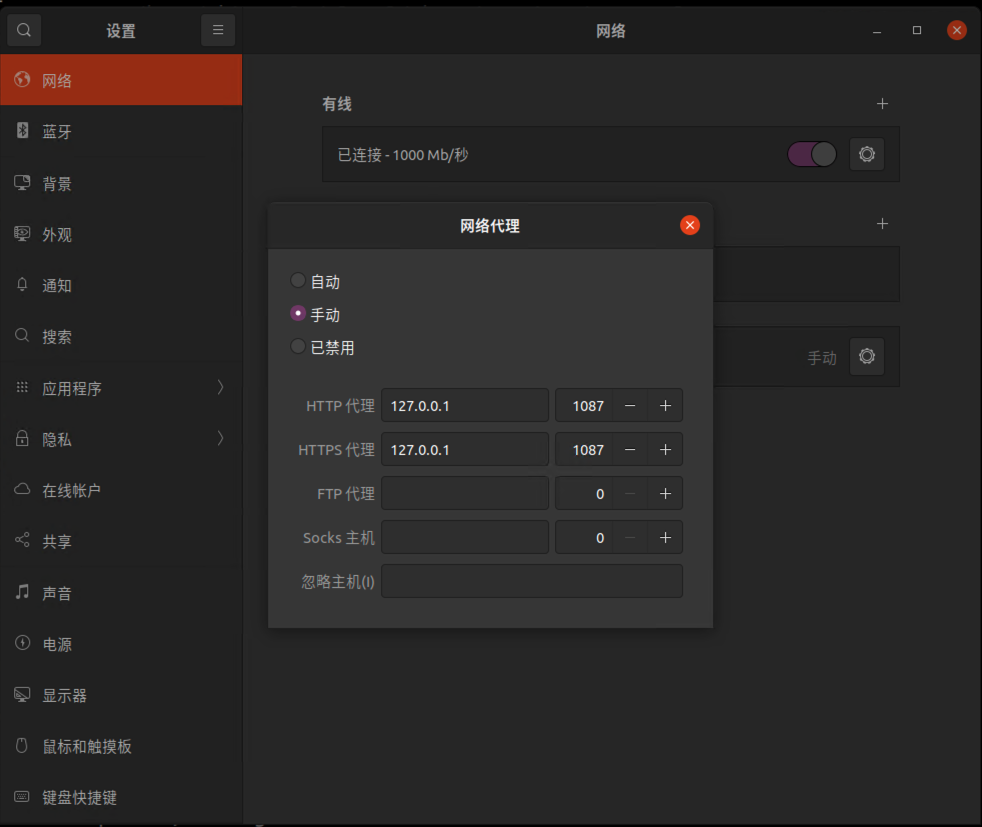 设置
网络
网络
蓝牙
背景
外观
通知
搜索
应用程序
隐私
在线帐户
共享
声音
电源
显示器
鼠标和触摸板
键盘快捷键
有线
已连接 - 1000 Mb/秒
手动
网络代理
自动
手动
已禁用
HTTP 代理 127.0.0.1 1087
HTTPS 代理 127.0.0.1 1087
FTP 代理 0
Socks 主机 0
忽略主机(I)